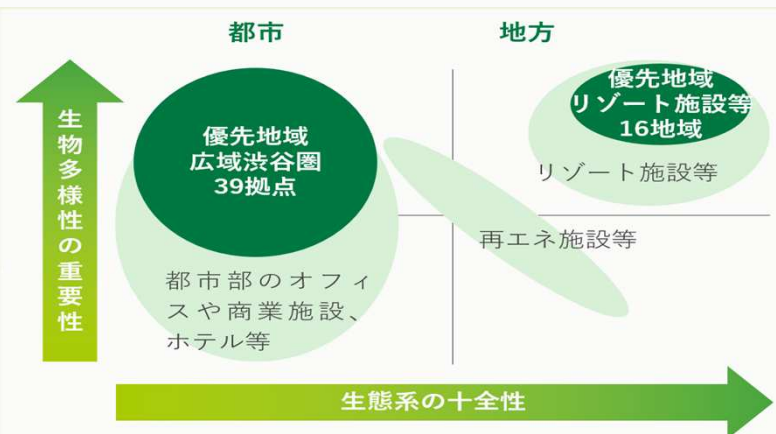 都市
地方
生物多様性の重要性
優先地域
広域渋谷圏
39拠点
都市部のオフィ
スや商業施設、
ホテル等
優先地域
リゾート施設等
16地域
リゾート施設等
再エネ施設等
生態系の十全性